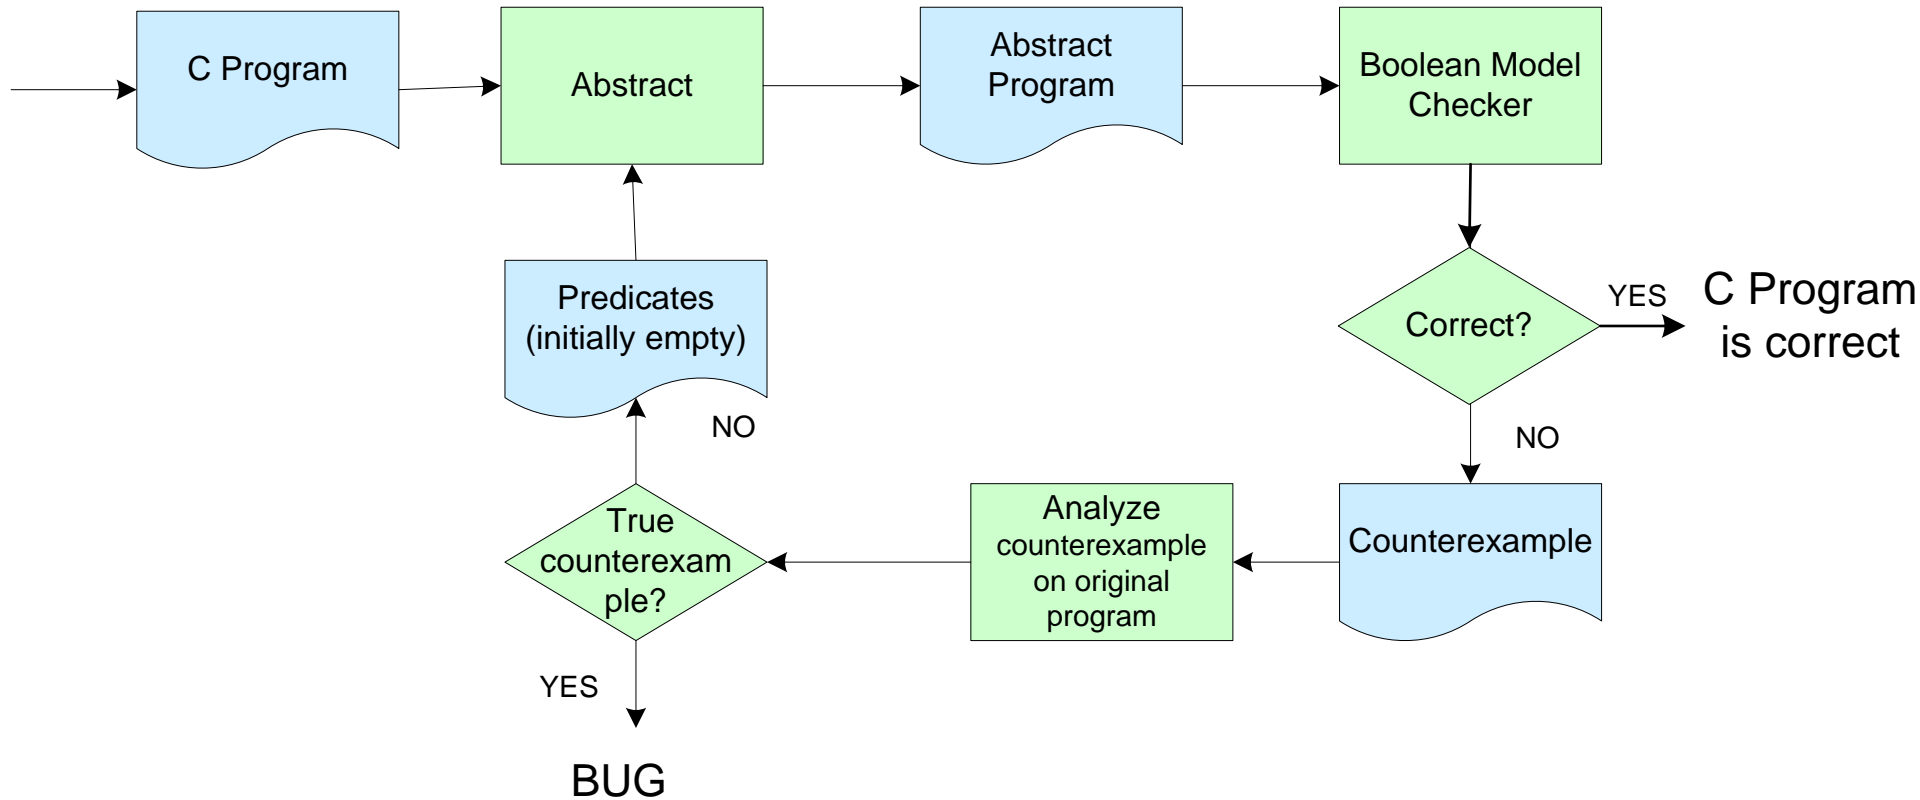 C Program
Abstract
Abstract
Program
Boolean Model
Checker
Predicates
(initially empty)
Correct?
YES
C Program
is correct
NO
NO
True
counterexam
ple?
Analyze
counterexample
on original
program
Counterexample
YES
BUG